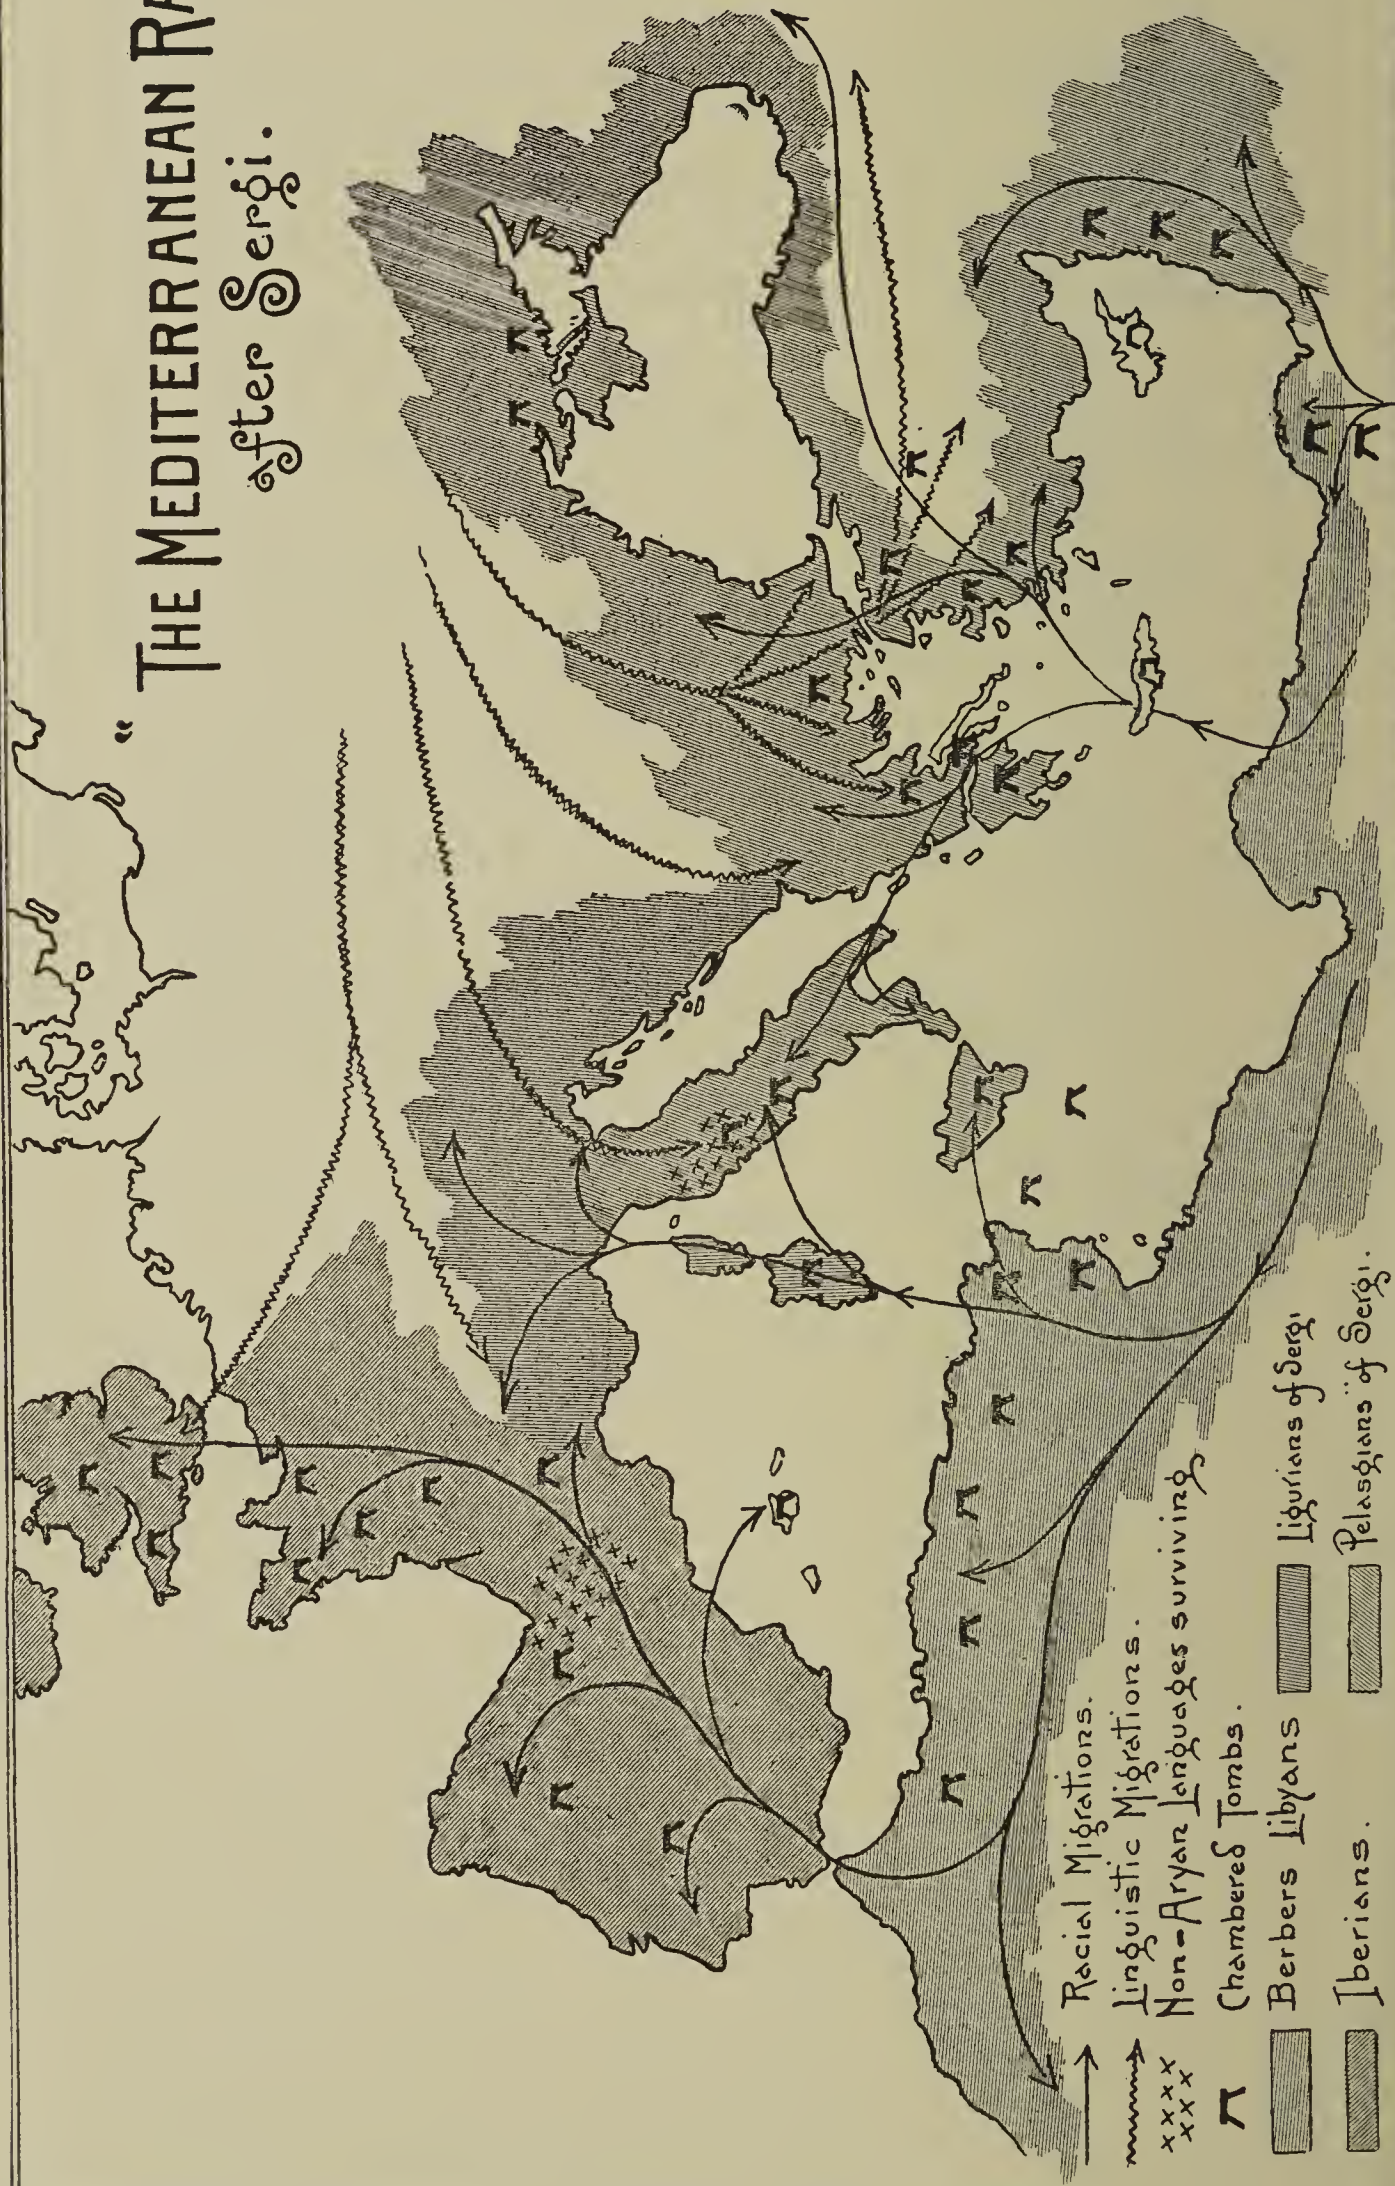 "THE MEDITERRANEAN RA
after Sergi.
Racial Migrations.
Linguistic Migrations.
Non-Aryan Languages surviving
Chambered Tombs.
Berbers Libyans
Ligurians of Sergi
Iberians.
Pelasgians" of Sergi.